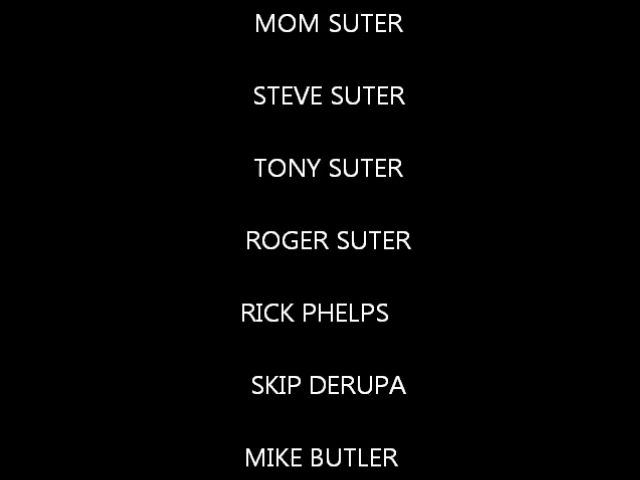 MOM SUTER
STEVE SUTER
TONY SUTER
ROGER SUTER
RICK PHELPS
SKIP DERUPA
MIKE BUTLER